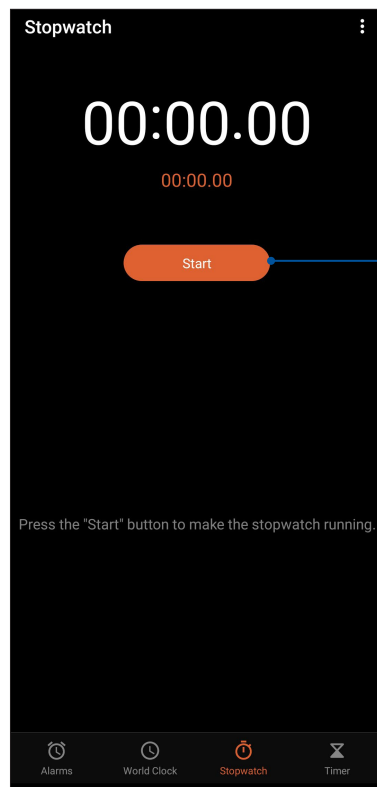 Stopwatch
00:00.00
00:00.00
Start
Press the "Start" button to make the stopwatch running.
Alarms World Clock Stopwatch Timer